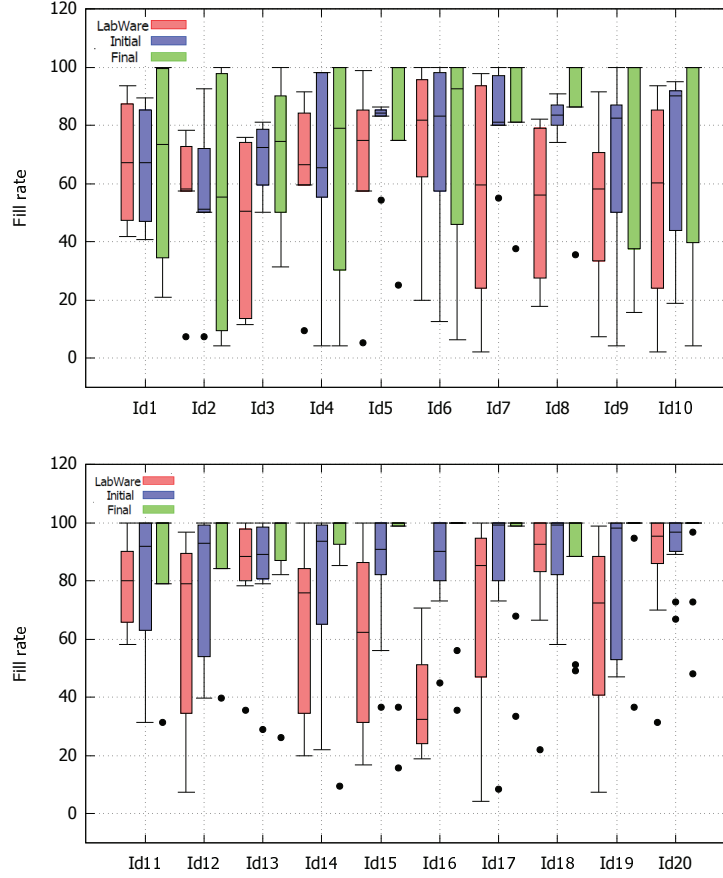 120
100
80
60
40
20
0
Fill rate
LabWare
Initial
Final
Id1 Id2 Id3 Id4 Id5 Id6 Id7 Id8 Id9 Id10
120
100
80
60
40
20
0
Fill rate
LabWare
Initial
Final
Id11 Id12 Id13 Id14 Id15 Id16 Id17 Id18 Id19 Id20